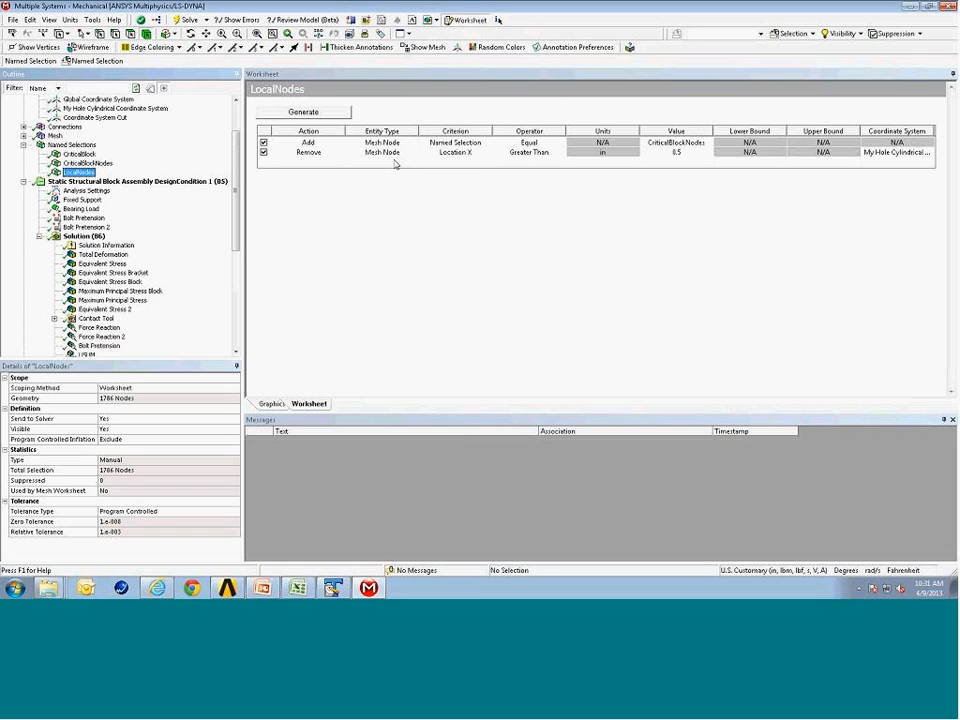 Multiple Systems - Mechanical [ANSYS Multiphysics/LS-DYNA]
File Edit View Units Tools Help Solve ?/Show Errors ?/Review Model (Beta) Worksheet
Selection Visibility Suppression
Show Vertices Wireframe Edge Coloring Thicken Annotations Show Mesh Random Colors Annotation Preferences
Named Selection Named Selection
Outline
Filter: Name
Global Coordinate System
My Hole Cylindrical Coordinate System
Coordinate System Cut
Connections
Mesh
Named Selections
CriticalBlock
CriticalBlockNodes
LocalNodes
Static Structural Block Assembly DesignCondition 1 (B5)
Analysis Settings
Fixed Support
Bearing Load
Bolt Pretension
Bolt Pretension 2
Solution (B6)
Solution Information
Total Deformation
Equivalent Stress
Equivalent Stress Bracket
Equivalent Stress Block
Maximum Principal Stress Block
Maximum Principal Stress
Equivalent Stress 2
Contact Tool
Force Reaction
Force Reaction 2
Bolt Pretension
Details of "LocalNodes"
Scope
Scoping Method Worksheet
Geometry 1786 Nodes
Definition
Send to Solver Yes
Visible Yes
Program Controlled Inflation Exclude
Statistics
Type Manual
Total Selection 1786 Nodes
Suppressed 0
Used by Mesh Worksheet No
Tolerance
Tolerance Type Program Controlled
Zero Tolerance 1.e-008
Relative Tolerance 1.e-003
Worksheet
LocalNodes
Generate
Action Entity Type Criterion Operator Units Value Lower Bound Upper Bound Coordinate System
Add Mesh Node Named Selection Equal N/A CriticalBlockNodes N/A N/A N/A
Remove Mesh Node Location X Greater Than in 0.5 N/A N/A My Hole Cylindrical ...
Graphics Worksheet
Messages
Text Association Timestamp
Press F1 for Help No Messages No Selection U.S. Customary (in, lbm, lbf, s, V, A) Degrees rad/s Fahrenheit
10:31 AM
4/9/2013